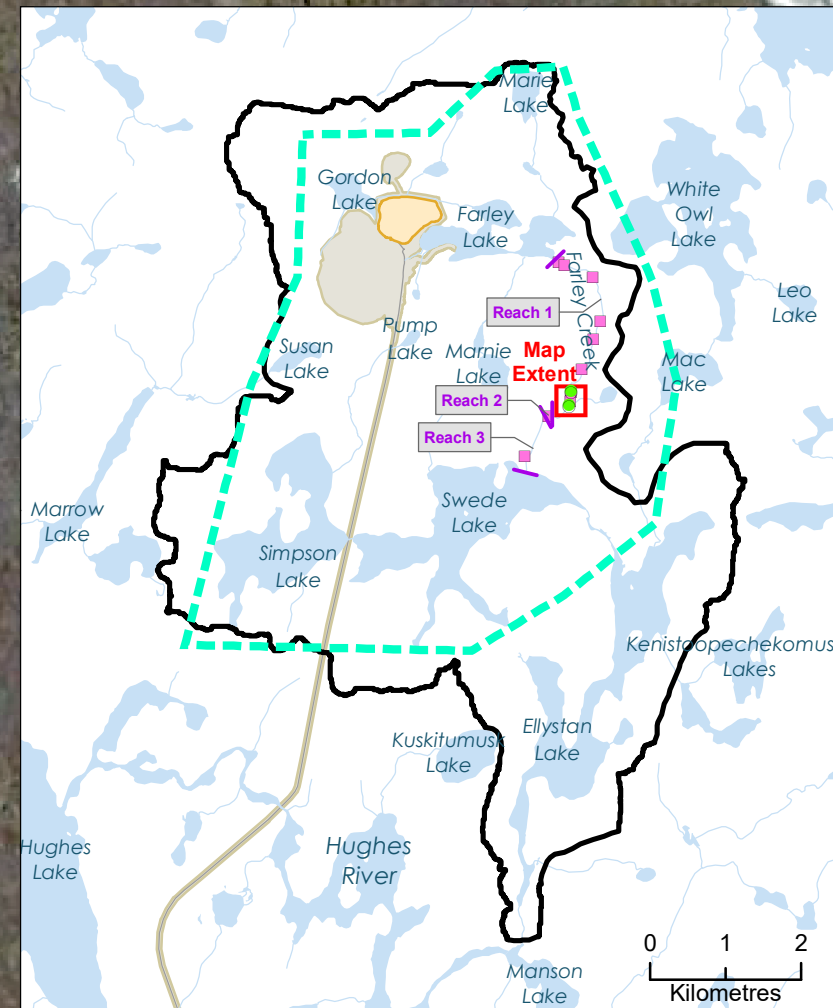 Marie
Lake
Gordon
Lake
White
Owl
Lake
Farley
Lake
Farley Creek
Leo
Lake
Reach 1
Pump
Lake
Susan
Lake
Marnie
Lake
Map
Extent
Mac
Lake
Reach 2
Reach 3
Swede
Lake
Marrow
Lake
Simpson
Lake
Kenistoopechekomus
Lakes
Ellystan
Lake
Kuskitumusk
Lake
Hughes
Lake
Hughes
River
0 1 2
Kilometres
Manson
Lake